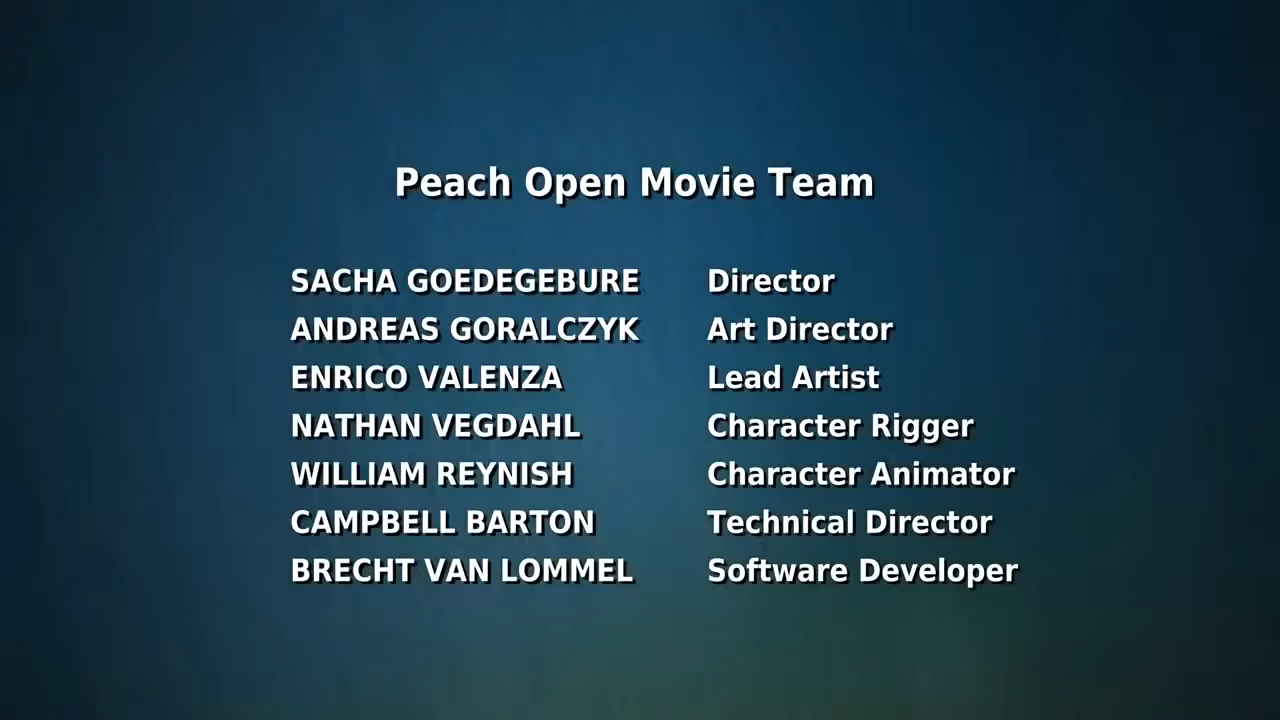 Peach Open Movie Team
SACHA GOEDEGEBURE Director
ANDREAS GORALCZYK Art Director
ENRICO VALENZA Lead Artist
NATHAN VEGDAHL Character Rigger
WILLIAM REYNISH Character Animator
CAMPBELL BARTON Technical Director
BRECHT VAN LOMMEL Software Developer